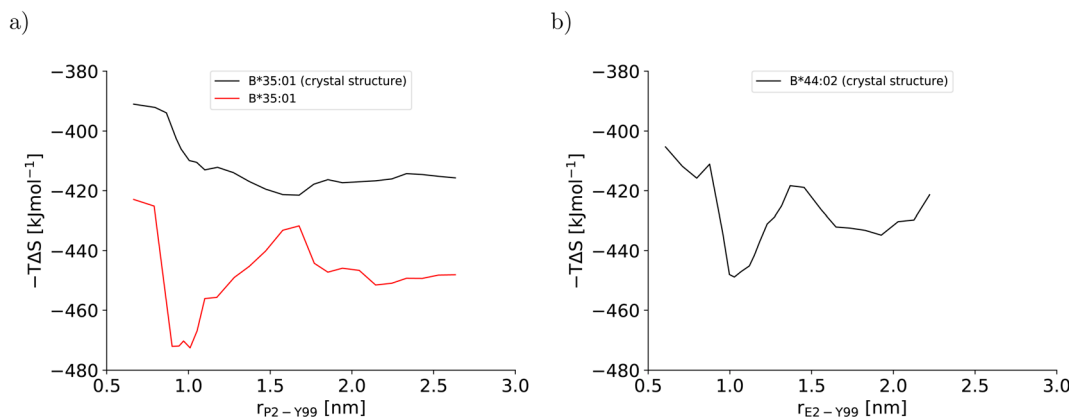 a)
B*35:01 (crystal structure)
B*35:01
−TΔS [kJmol⁻¹]
−380
−400
−420
−440
−460
−480
0.5 1.0 1.5 2.0 2.5 3.0
r_P2−Y99 [nm]
b)
B*44:02 (crystal structure)
−TΔS [kJmol⁻¹]
−380
−400
−420
−440
−460
−480
0.5 1.0 1.5 2.0 2.5 3.0
r_E2−Y99 [nm]